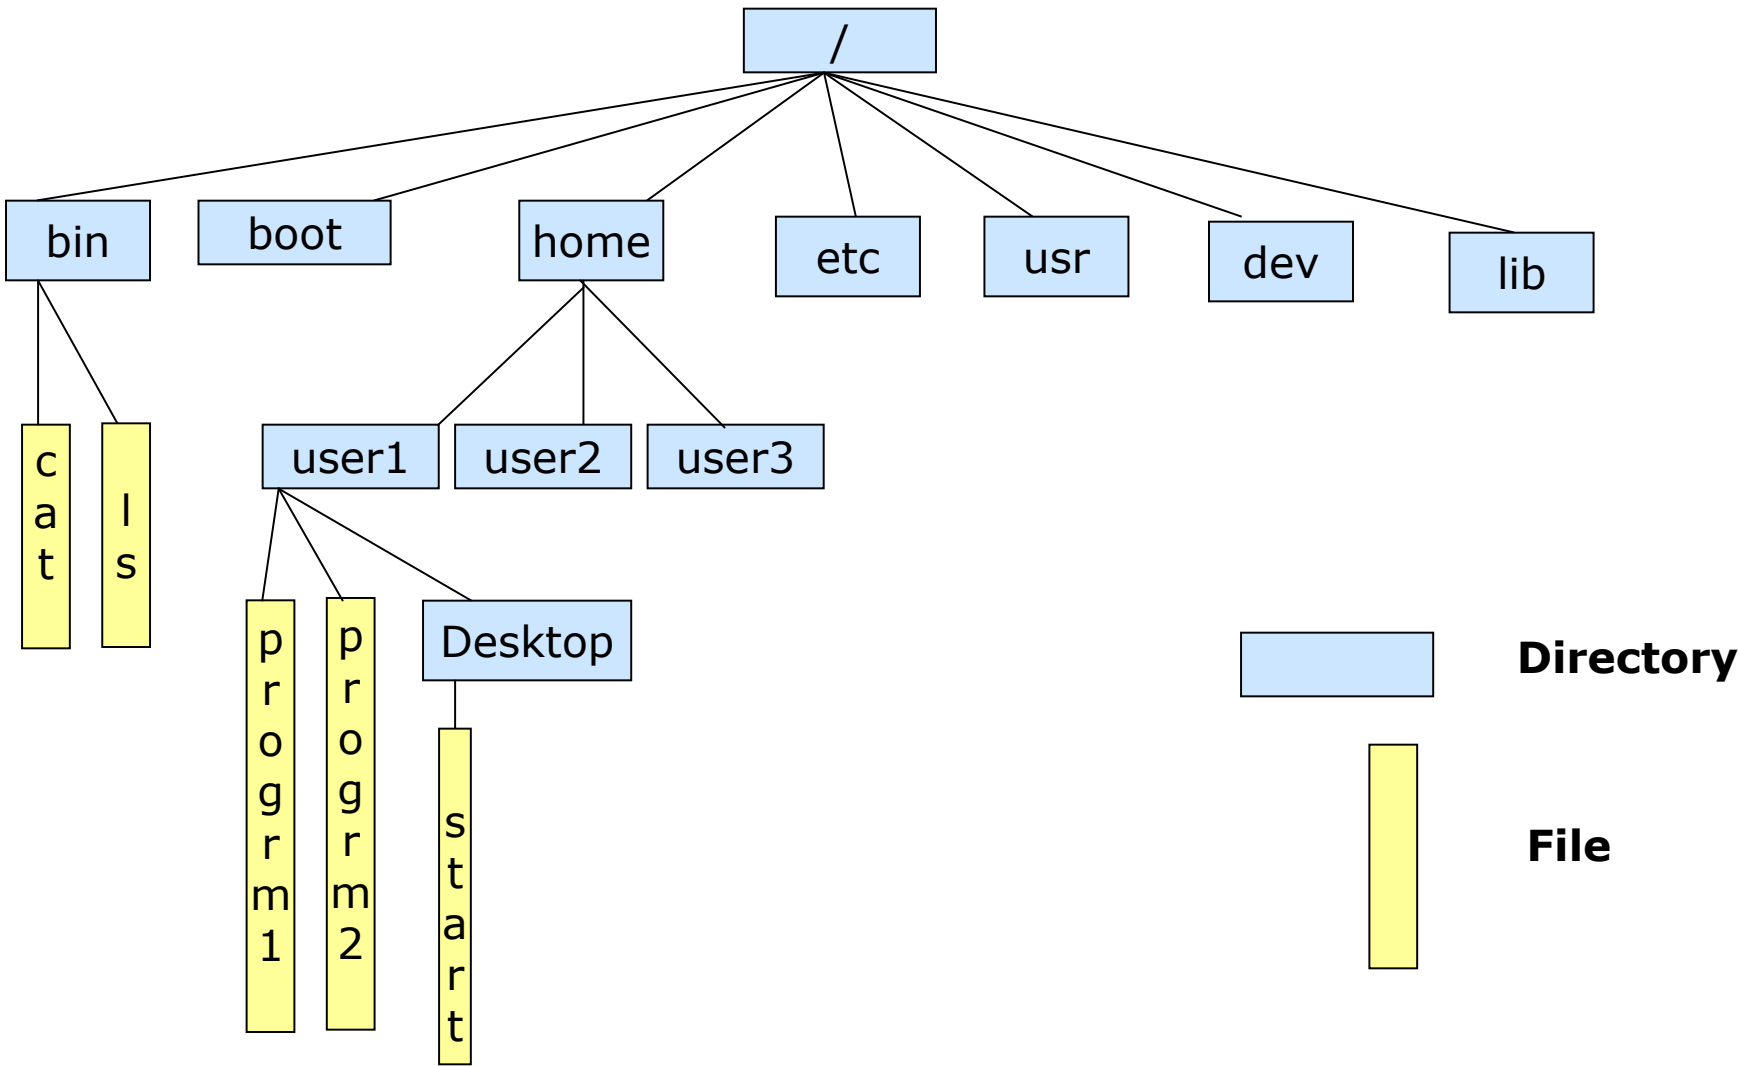 /
bin
boot
home
etc
usr
dev
lib
cat
ls
user1
user2
user3
progrm1
progrm2
Desktop
start
Directory
File